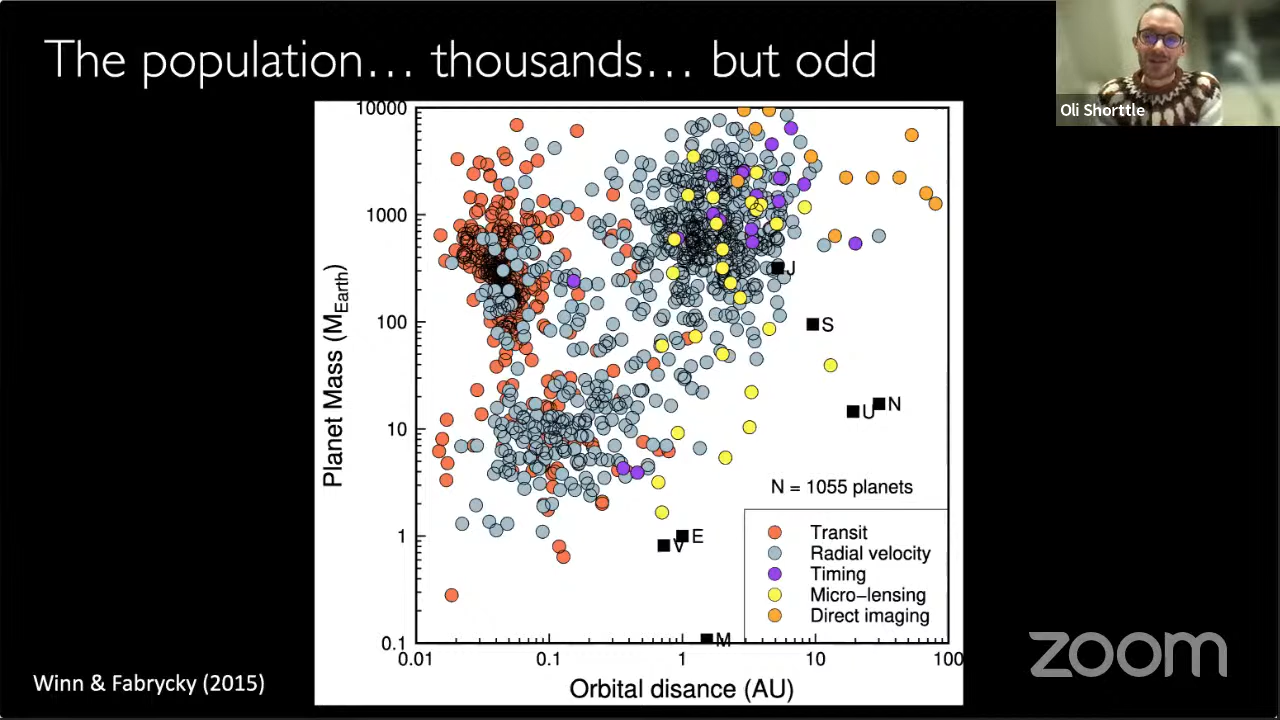 The population… thousands… but odd
Oli Shorttle
10000
1000
100
10
1
0.1
Planet Mass (M_Earth)
J
S
U
N
E
V
M
N = 1055 planets
Transit
Radial velocity
Timing
Micro−lensing
Direct imaging
0.01
0.1
1
10
100
Orbital disance (AU)
Winn & Fabrycky (2015)
zoom